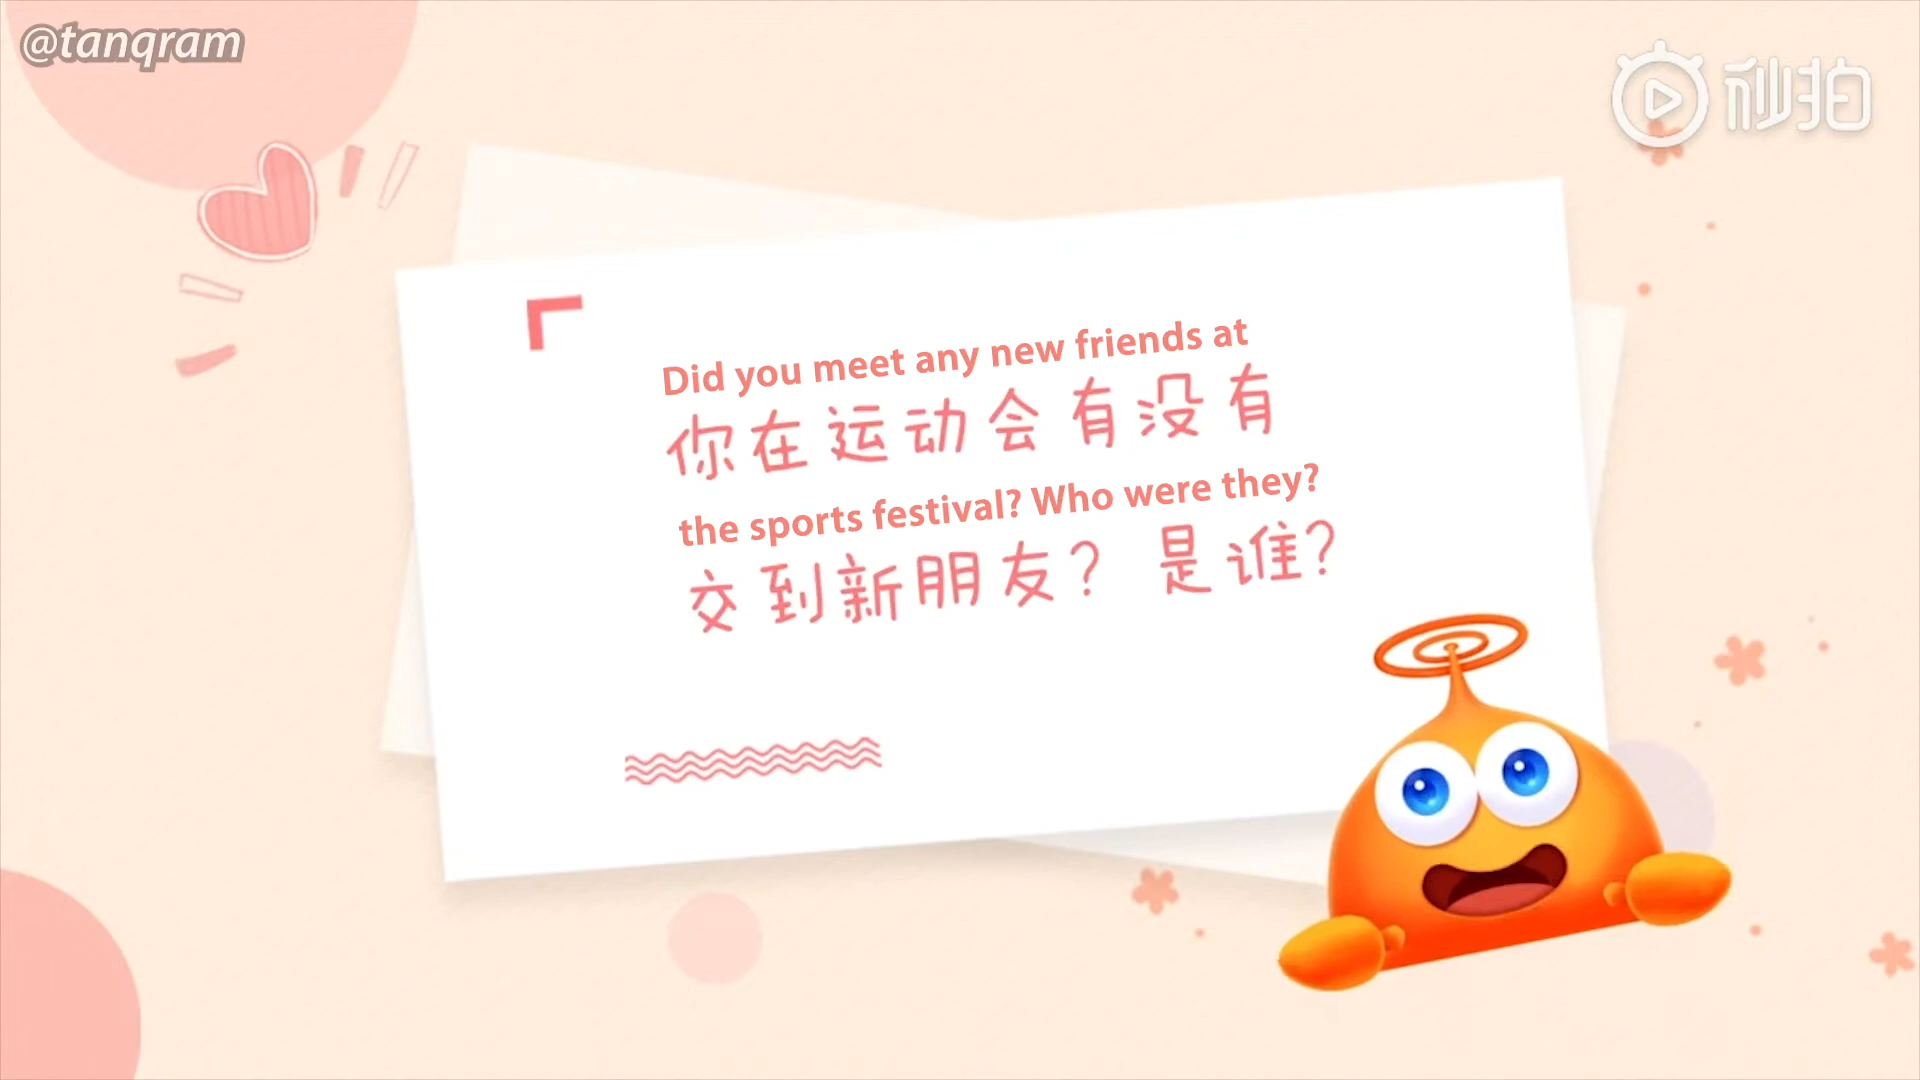 @tanqram
秒拍
Did you meet any new friends at
你在运动会有没有
the sports festival? Who were they?
交到新朋友？是谁？